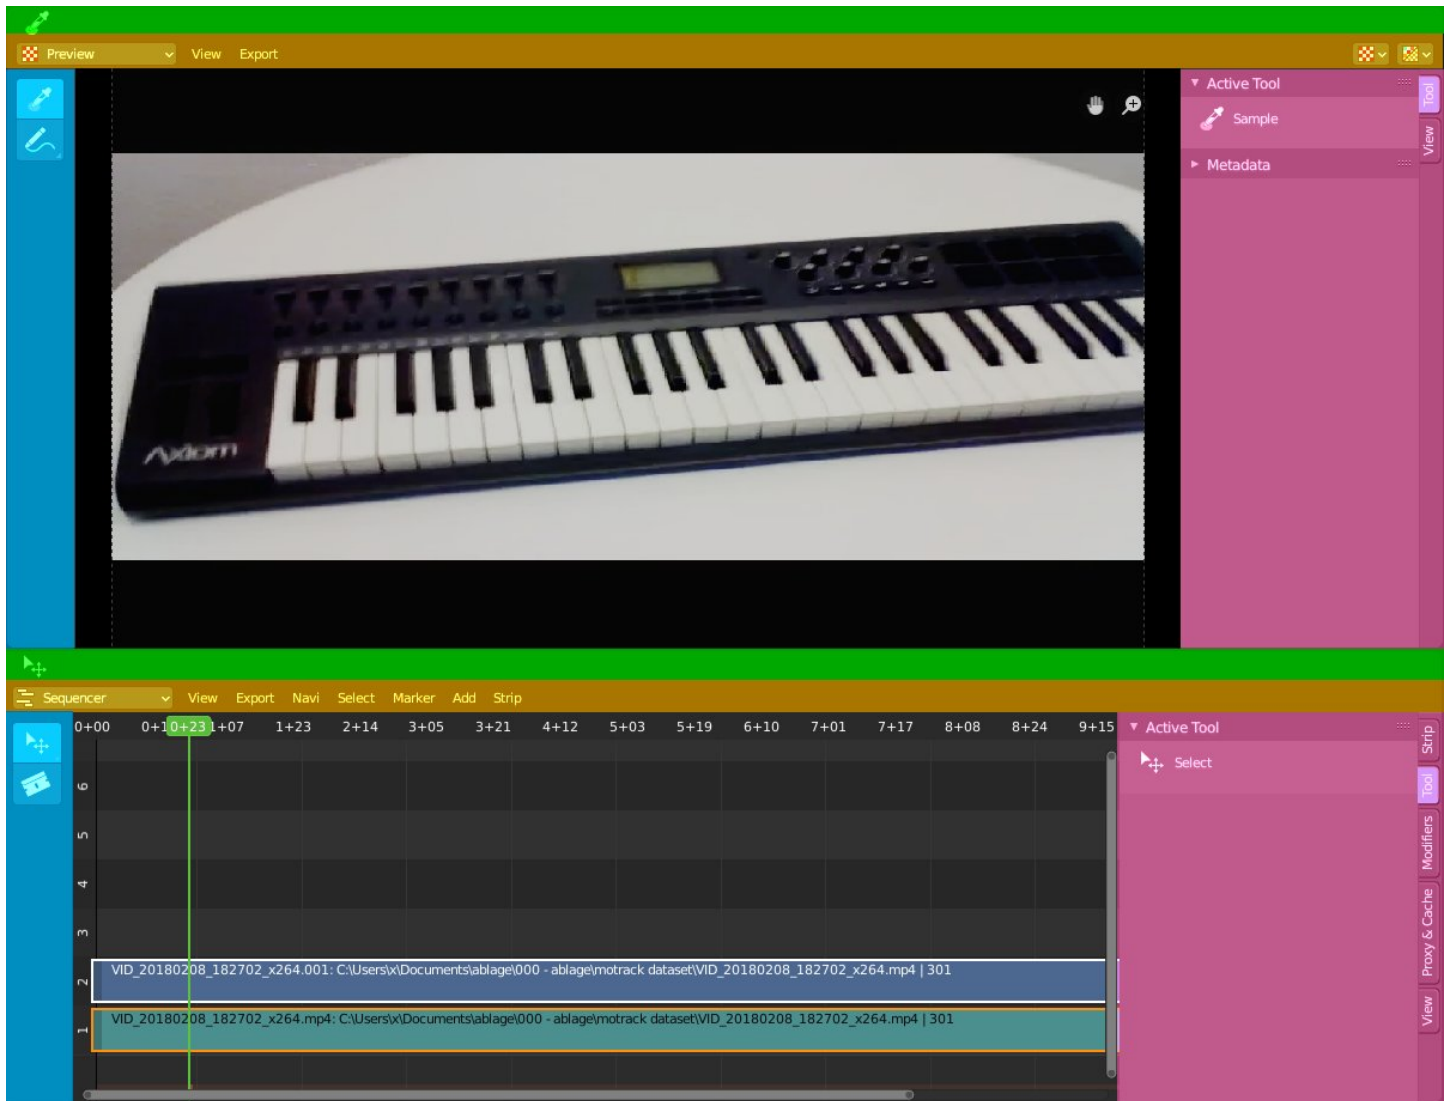 Preview View Export
Active Tool
Tool
Sample
View
Metadata
Axiom
Sequencer View Export Navi Select Marker Add Strip
0+00 0+23 1+07 1+23 2+14 3+05 3+21 4+12 5+03 5+19 6+10 7+01 7+17 8+08 8+24 9+15
Active Tool
Strip
Select
Tool
6
Modifiers
5
4
Proxy & Cache
3
VID_20180208_182702_x264.001: C:\Users\x\Documents\ablage\000 - ablage\motrack dataset\VID_20180208_182702_x264.mp4 | 301
2
View
VID_20180208_182702_x264.mp4: C:\Users\x\Documents\ablage\000 - ablage\motrack dataset\VID_20180208_182702_x264.mp4 | 301
1